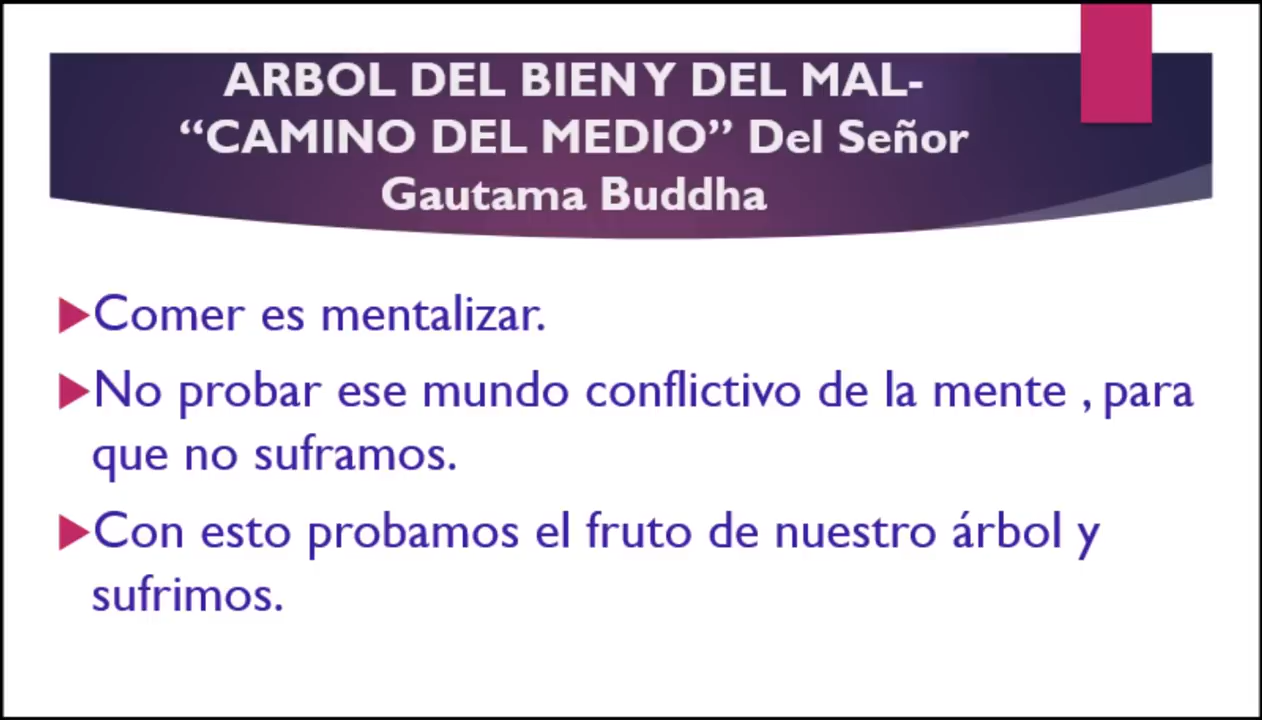 ARBOL DEL BIEN Y DEL MAL-
“CAMINO DEL MEDIO” Del Señor
Gautama Buddha
Comer es mentalizar.
No probar ese mundo conflictivo de la mente , para
que no suframos.
Con esto probamos el fruto de nuestro árbol y
sufrimos.